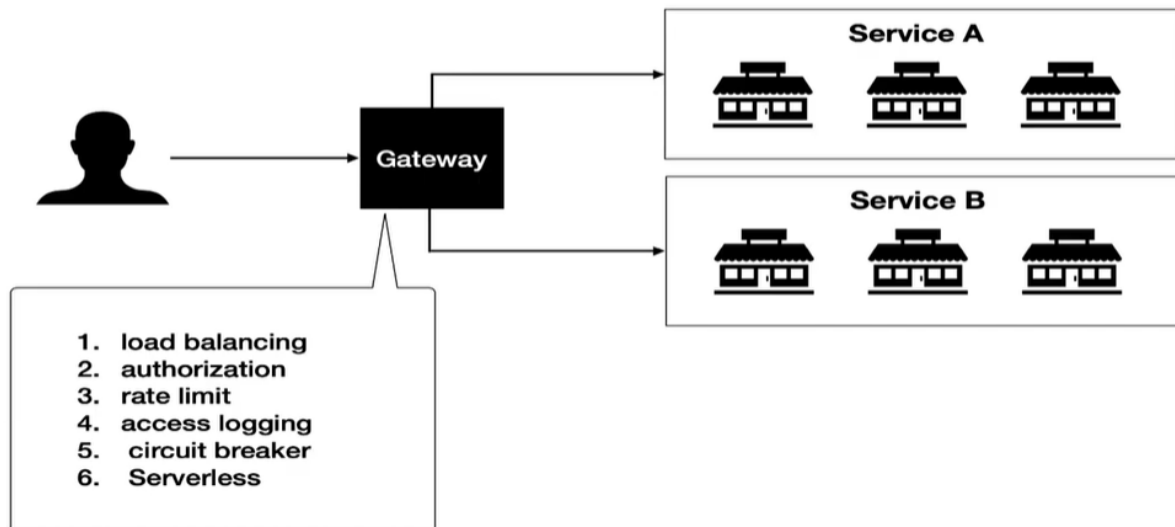 Service A
Gateway
Service B
1. load balancing
2. authorization
3. rate limit
4. access logging
5. circuit breaker
6. Serverless